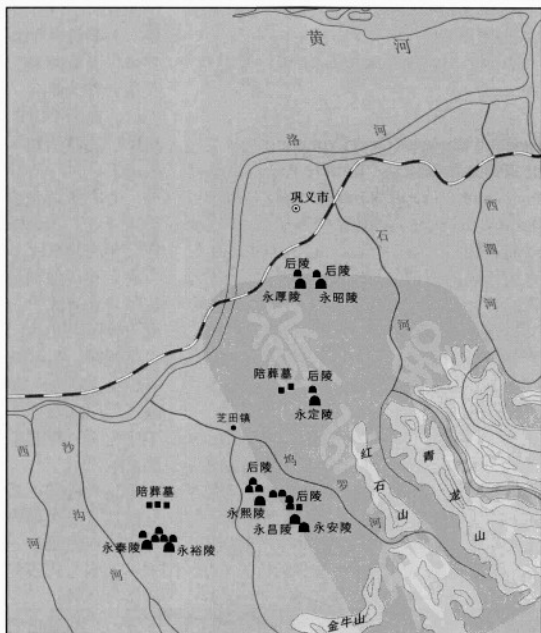 黄河
洛河
巩义市
西泗河
石河
后陵 后陵
永厚陵 永昭陵
陪葬墓 后陵
永定陵
芝田镇
坞罗河
红石山
青龙山
后陵
后陵
永熙陵
永昌陵 永安陵
陪葬墓
永泰陵 永裕陵
西河
沙沟河
金牛山